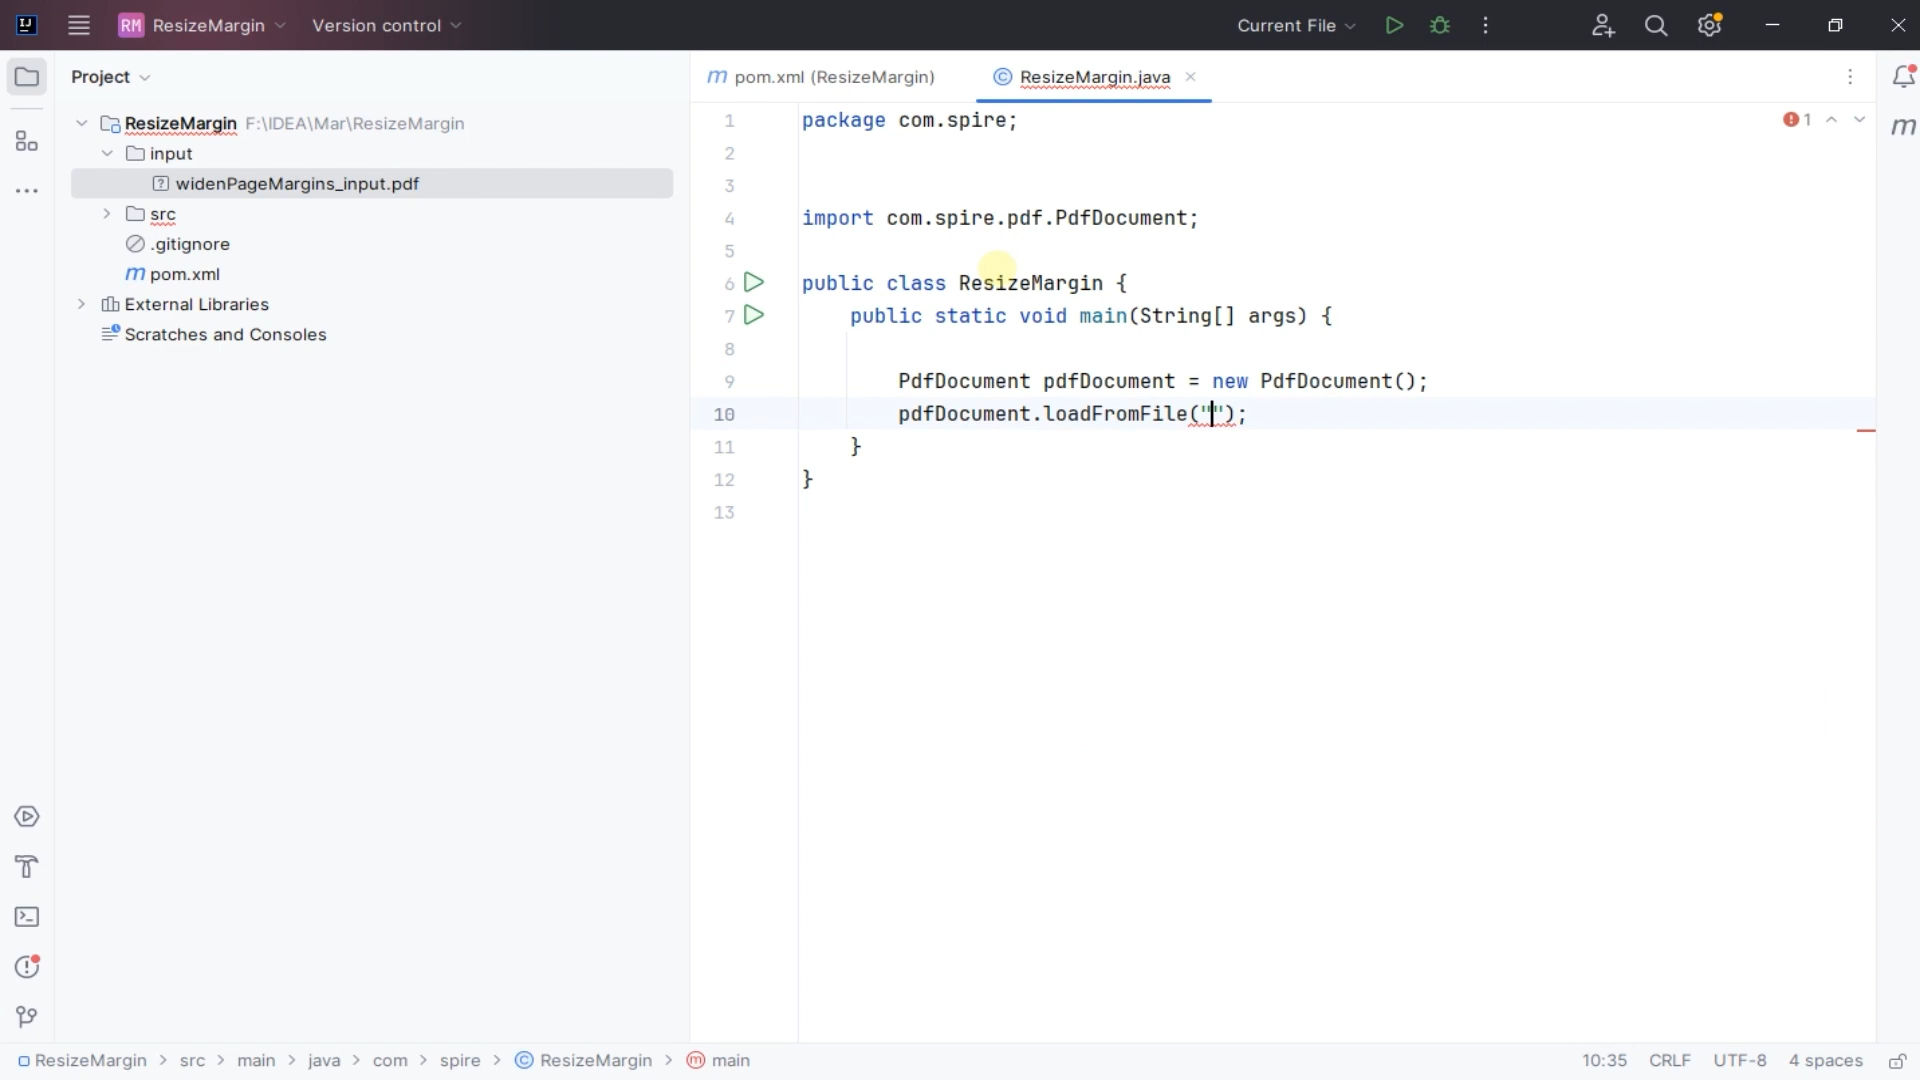 RM ResizeMargin Version control Current File
Project
ResizeMargin F:\IDEA\Mar\ResizeMargin
input
widenPageMargins_input.pdf
src
.gitignore
m pom.xml
External Libraries
Scratches and Consoles
m pom.xml (ResizeMargin) © ResizeMargin.java
1 package com.spire; 1
2
3
4 import com.spire.pdf.PdfDocument;
5
6 public class ResizeMargin {
7 public static void main(String[] args) {
8
9 PdfDocument pdfDocument = new PdfDocument();
10 pdfDocument.loadFromFile("");
11 }
12 }
13
ResizeMargin > src > main > java > com > spire > © ResizeMargin > m main 10:35 CRLF UTF-8 4 spaces